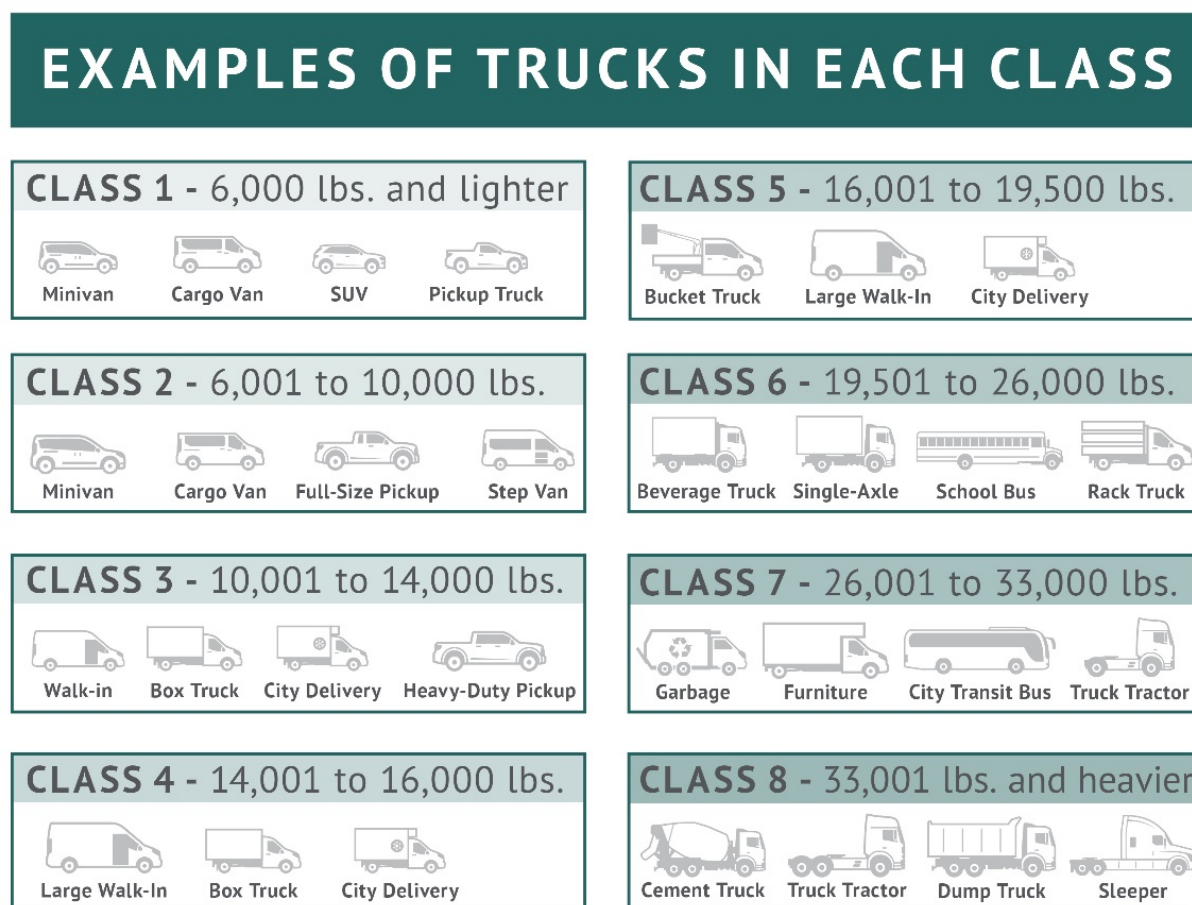 EXAMPLES OF TRUCKS IN EACH CLASS
CLASS 1 - 6,000 lbs. and lighter
Minivan Cargo Van SUV Pickup Truck
CLASS 2 - 6,001 to 10,000 lbs.
Minivan Cargo Van Full-Size Pickup Step Van
CLASS 3 - 10,001 to 14,000 lbs.
Walk-in Box Truck City Delivery Heavy-Duty Pickup
CLASS 4 - 14,001 to 16,000 lbs.
Large Walk-In Box Truck City Delivery
CLASS 5 - 16,001 to 19,500 lbs.
Bucket Truck Large Walk-In City Delivery
CLASS 6 - 19,501 to 26,000 lbs.
Beverage Truck Single-Axle School Bus Rack Truck
CLASS 7 - 26,001 to 33,000 lbs.
Garbage Furniture City Transit Bus Truck Tractor
CLASS 8 - 33,001 lbs. and heavier
Cement Truck Truck Tractor Dump Truck Sleeper